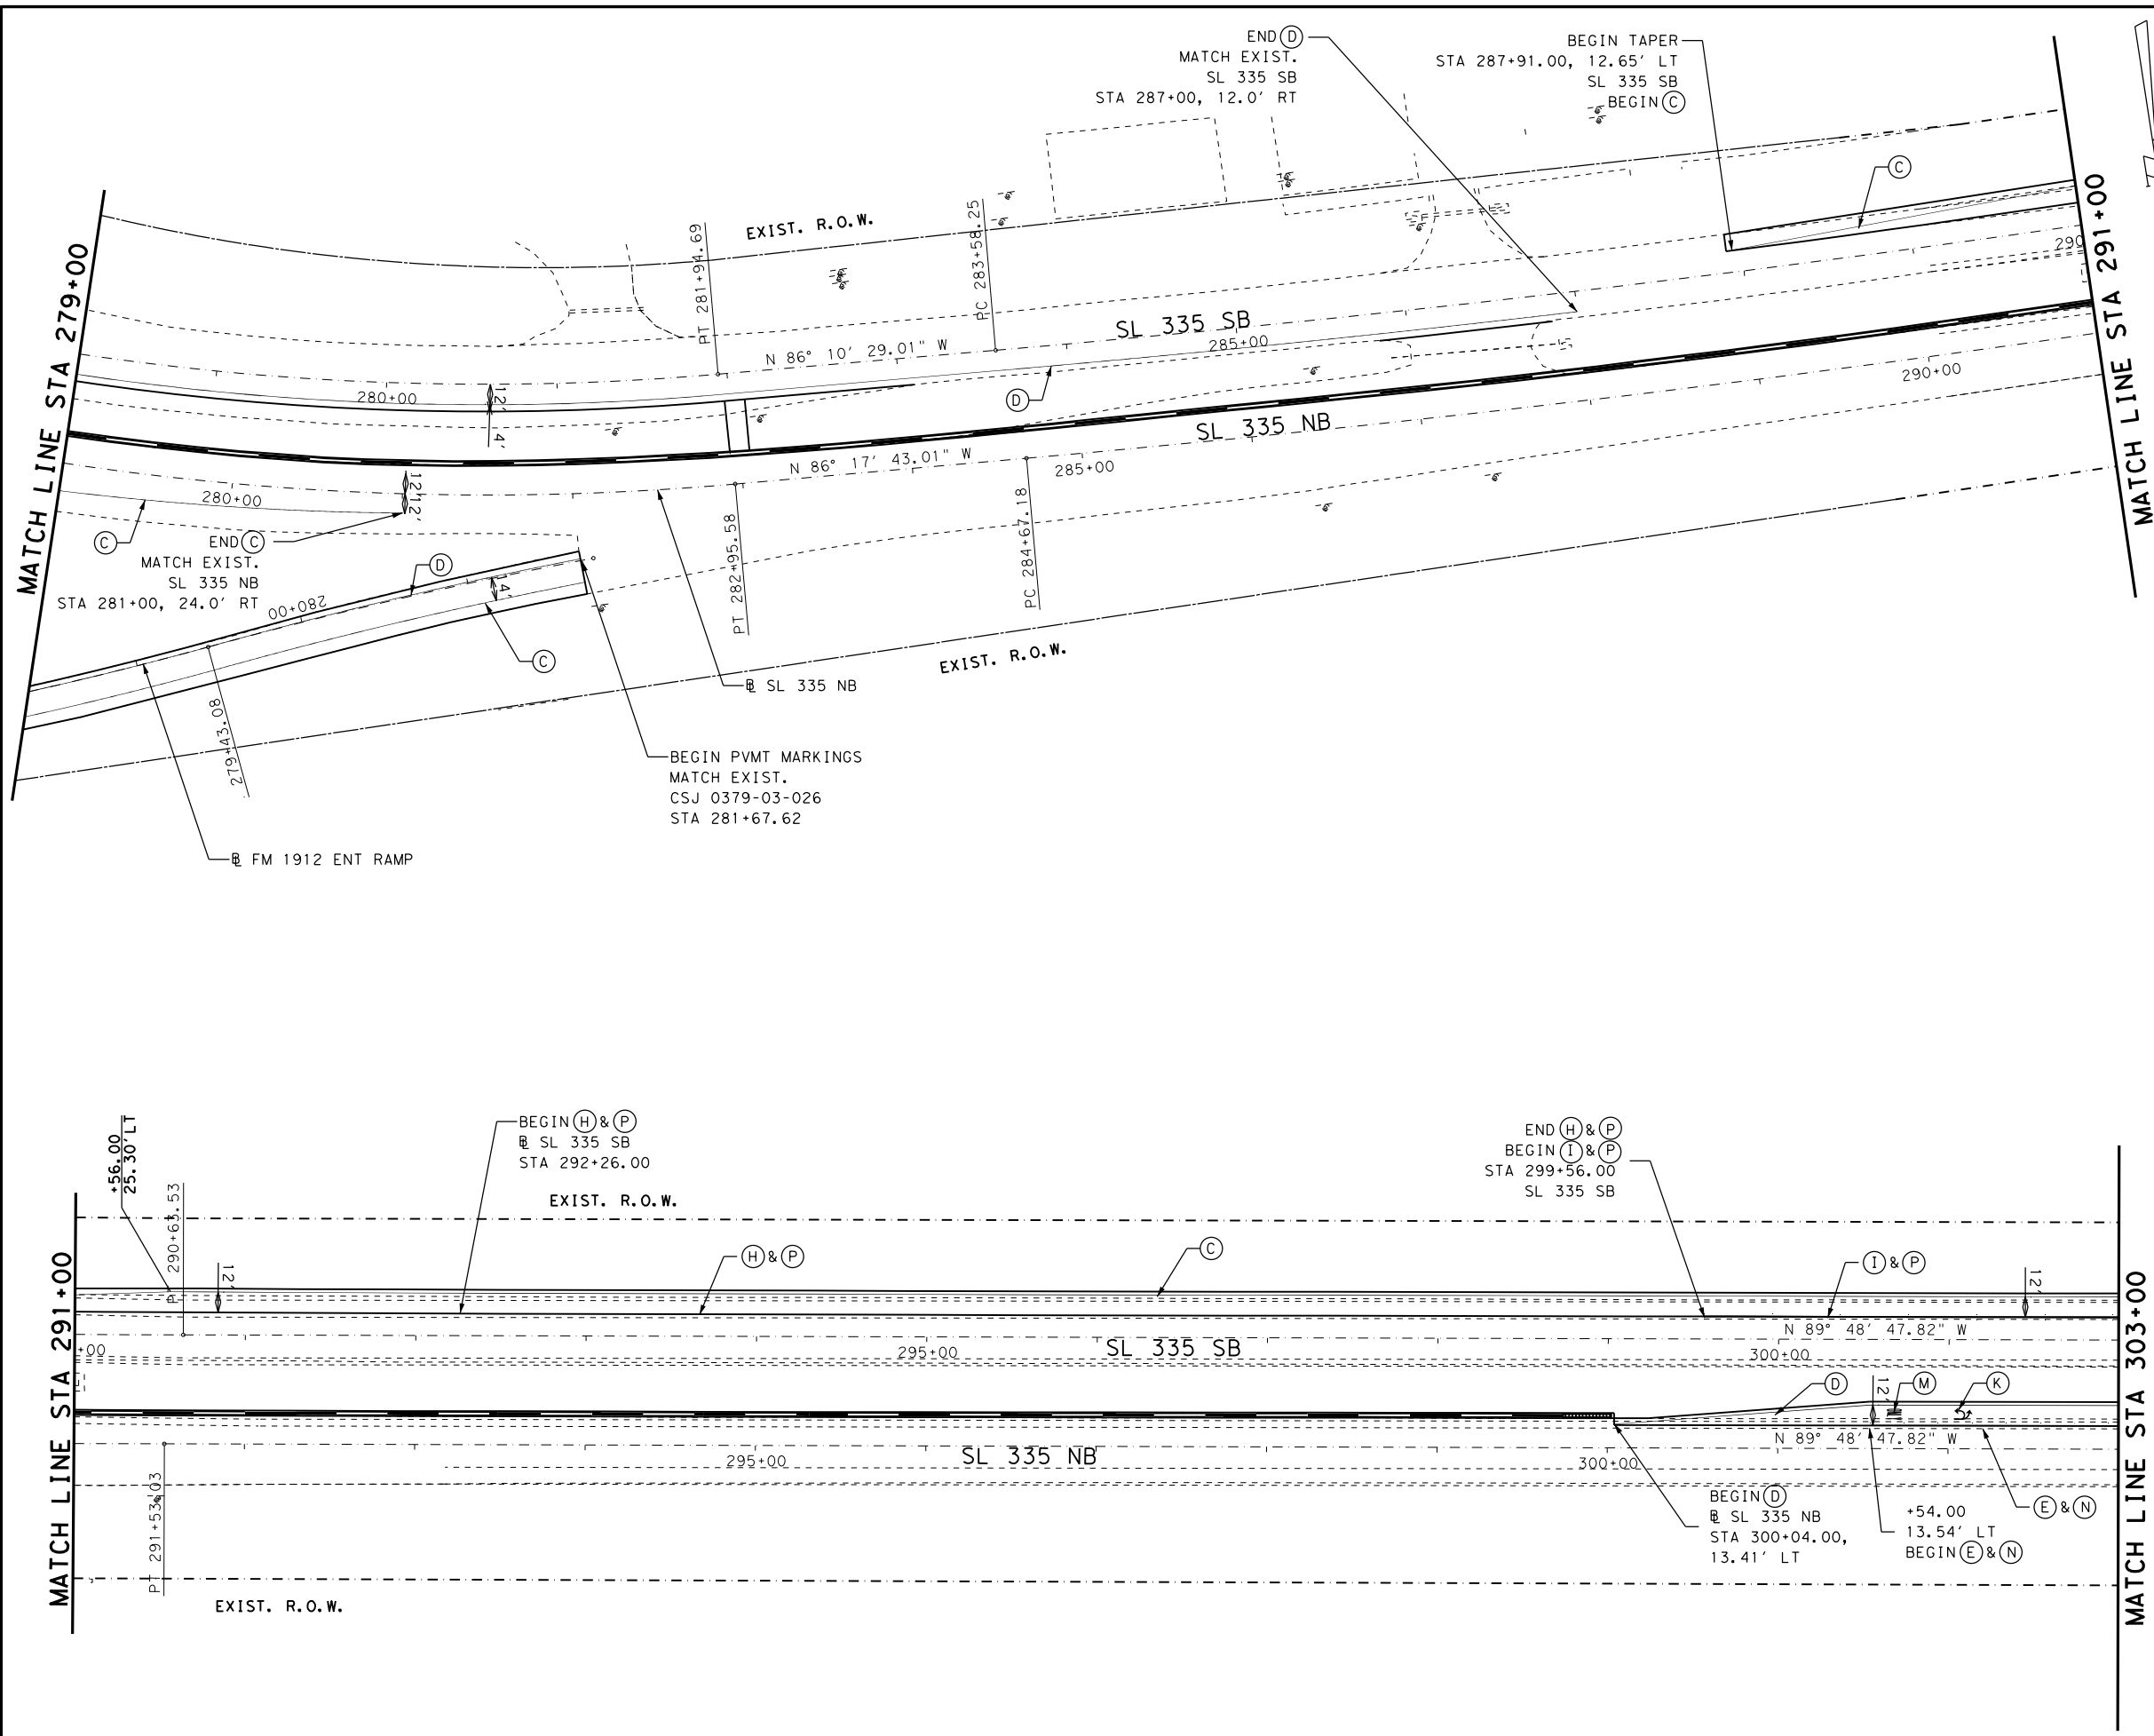 END D
MATCH EXIST.
SL 335 SB
STA 287+00, 12.0' RT
BEGIN TAPER
STA 287+91.00, 12.65' LT
SL 335 SB
BEGIN C
C
MATCH LINE STA 279+00
EXIST. R.O.W.
PT 281+94.69
PC 283+58.25
N 86° 10' 29.01" W
SL 335 SB
285+00
280+00
12'
4'
D
290
MATCH LINE STA 291+00
SL 335 NB
N 86° 17' 43.01" W
285+00
290+00
280+00
12'
12'
C
END C
MATCH EXIST.
SL 335 NB
STA 281+00, 24.0' RT
D
280+00
14'
C
PT 282+95.58
PC 284+67.18
EXIST. R.O.W.
279+43.08
℄ SL 335 NB
BEGIN PVMT MARKINGS
MATCH EXIST.
CSJ 0379-03-026
STA 281+67.62
℄ FM 1912 ENT RAMP
+56.00
25.30' LT
PT 290+63.53
BEGIN H & P
℄ SL 335 SB
STA 292+26.00
EXIST. R.O.W.
END H & P
BEGIN I & P
STA 299+56.00
SL 335 SB
H & P
C
I & P
12'
12'
N 89° 48' 47.82" W
MATCH LINE STA 291+00
+00
295+00
SL 335 SB
300+00
D
12'
M
K
N 89° 48' 47.82" W
MATCH LINE STA 303+00
295+00
SL 335 NB
300+00
PT 291+53.03
BEGIN D
℄ SL 335 NB
STA 300+04.00,
13.41' LT
+54.00
13.54' LT
BEGIN E & N
E & N
EXIST. R.O.W.